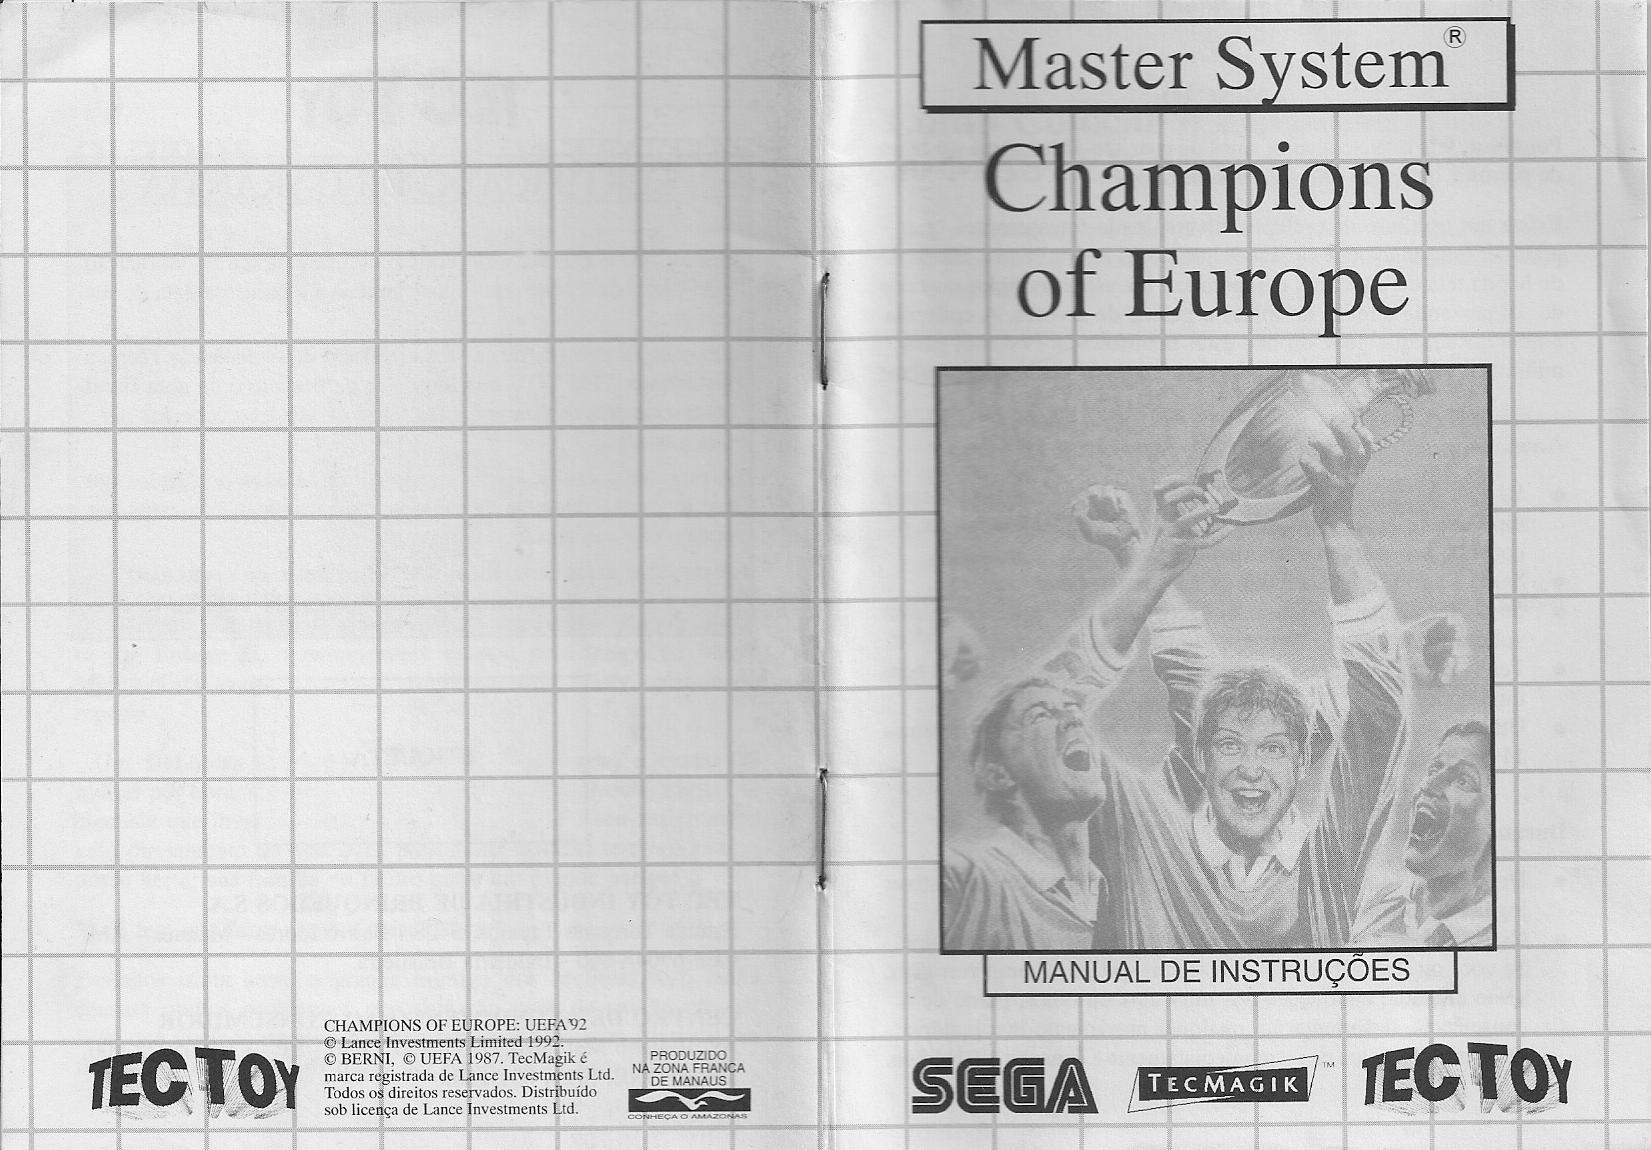 TEC TOY
CHAMPIONS OF EUROPE: UEFA'92
© Lance Investments Limited 1992.
© BERNI, © UEFA 1987. TecMagik é
marca registrada de Lance Investments Ltd.
Todos os direitos reservados. Distribuído
sob licença de Lance Investments Ltd.
PRODUZIDO
NA ZONA FRANCA
DE MANAUS
CONHEÇA O AMAZONAS
Master System®
Champions
of Europe
MANUAL DE INSTRUÇÕES
SEGA
TECMAGIK™
TEC TOY